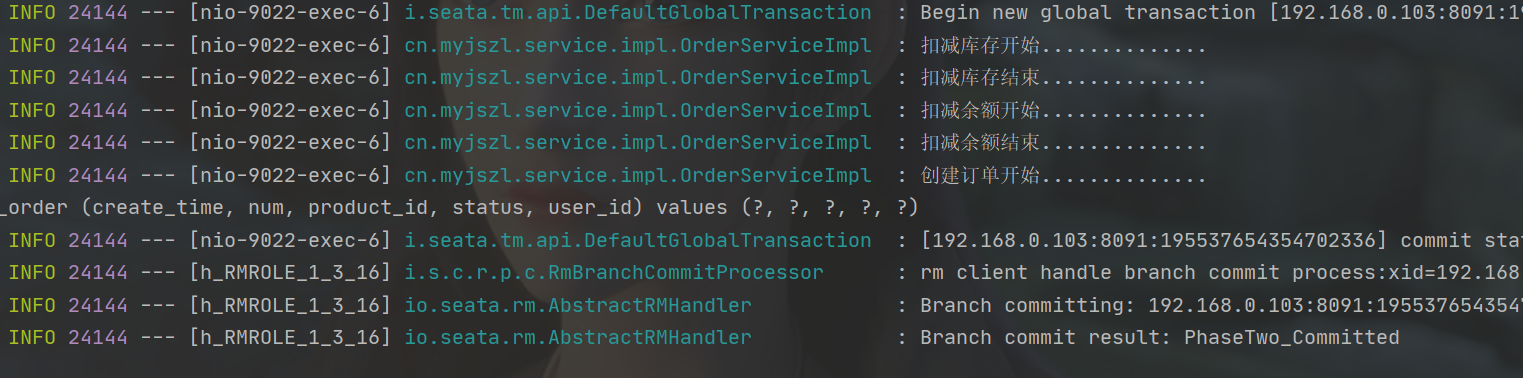 INFO 24144 --- [nio-9022-exec-6] i.seata.tm.api.DefaultGlobalTransaction : Begin new global transaction [192.168.0.103:8091:19
INFO 24144 --- [nio-9022-exec-6] cn.myjszl.service.impl.OrderServiceImpl : 扣减库存开始..............
INFO 24144 --- [nio-9022-exec-6] cn.myjszl.service.impl.OrderServiceImpl : 扣减库存结束..............
INFO 24144 --- [nio-9022-exec-6] cn.myjszl.service.impl.OrderServiceImpl : 扣减余额开始..............
INFO 24144 --- [nio-9022-exec-6] cn.myjszl.service.impl.OrderServiceImpl : 扣减余额结束..............
INFO 24144 --- [nio-9022-exec-6] cn.myjszl.service.impl.OrderServiceImpl : 创建订单开始..............
_order (create_time, num, product_id, status, user_id) values (?, ?, ?, ?, ?)
INFO 24144 --- [nio-9022-exec-6] i.seata.tm.api.DefaultGlobalTransaction : [192.168.0.103:8091:195537654354702336] commit stat
INFO 24144 --- [h_RMROLE_1_3_16] i.s.c.r.p.c.RmBranchCommitProcessor : rm client handle branch commit process:xid=192.168.
INFO 24144 --- [h_RMROLE_1_3_16] io.seata.rm.AbstractRMHandler : Branch committing: 192.168.0.103:8091:1955376543547
INFO 24144 --- [h_RMROLE_1_3_16] io.seata.rm.AbstractRMHandler : Branch commit result: PhaseTwo_Committed